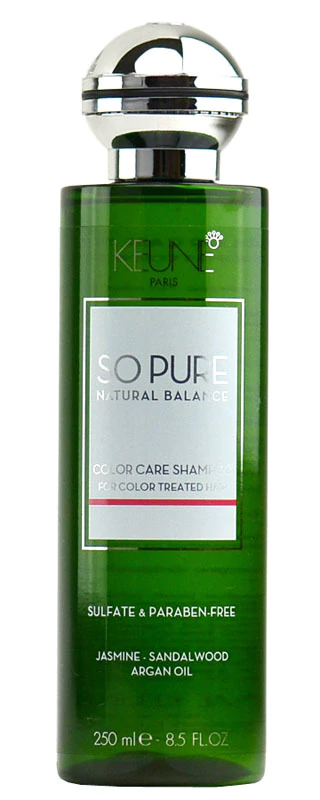 KEUNE
PARIS
SO PURE
NATURAL BALANCE
COLOR CARE SHAMPOO
FOR COLOR TREATED HAIR
SULFATE & PARABEN-FREE
JASMINE - SANDALWOOD
ARGAN OIL
250 ml ℮ - 8.5 FL.OZ